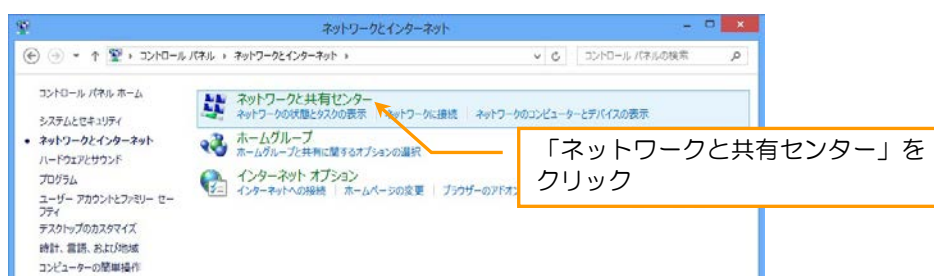 ネットワークとインターネット
コントロール パネル ▸ ネットワークとインターネット ▸
コントロール パネルの検索
コントロール パネル ホーム
システムとセキュリティ
ネットワークとインターネット
ハードウェアとサウンド
プログラム
ユーザー アカウントとファミリー セー
フティ
デスクトップのカスタマイズ
時計、言語、および地域
コンピューターの簡単操作
ネットワークと共有センター
ネットワークの状態とタスクの表示 | ネットワークに接続 | ネットワークのコンピューターとデバイスの表示
ホームグループ
ホームグループと共有に関するオプションの選択
インターネット オプション
インターネットへの接続 | ホームページの変更 | ブラウザーのアドオン
「ネットワークと共有センター」を
クリック